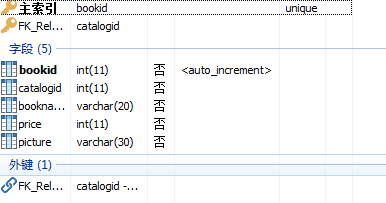 主索引 bookid unique
FK_Rel... catalogid
字段 (5)
bookid int(11) 否 <auto_increment>
catalogid int(11) 否
bookna... varchar(20) 否
price int(11) 否
picture varchar(30) 否
外键 (1)
FK_Rel... catalogid -...